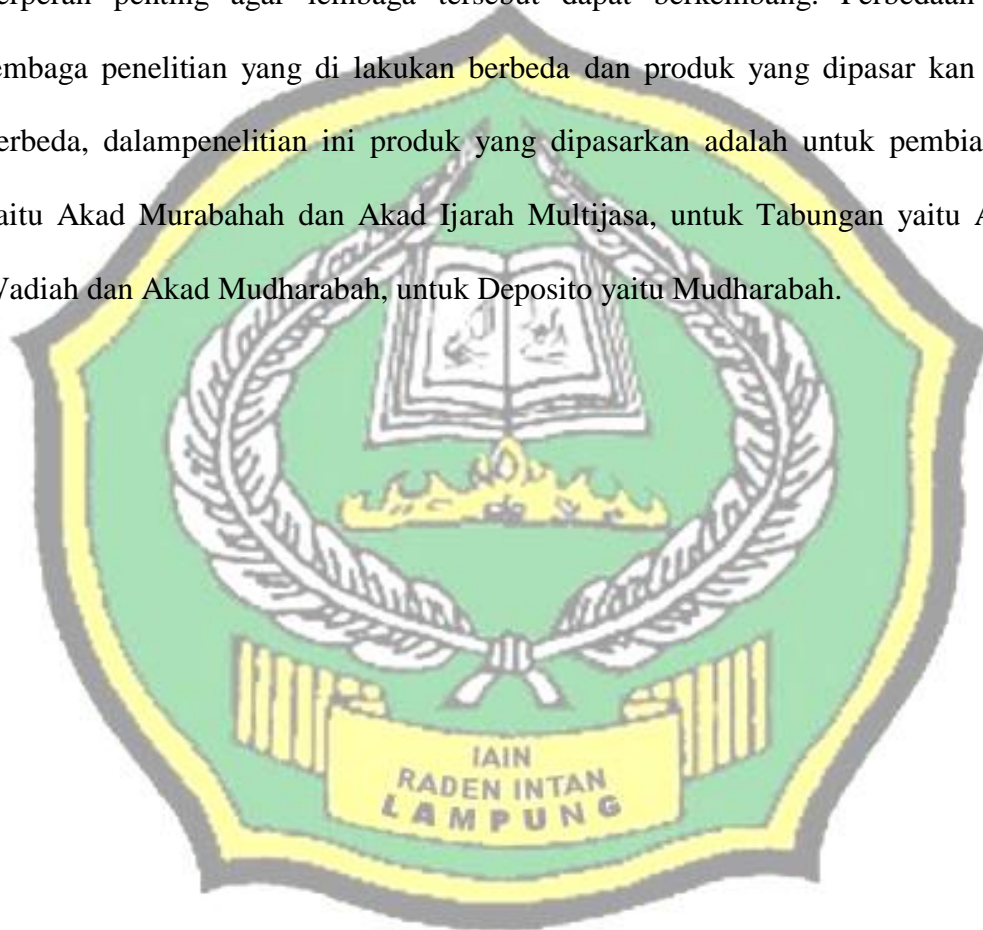 erperan penting agar lembaga tersebut dapat berkembang. Perbedaan
embaga penelitian yang di lakukan berbeda dan produk yang dipasar kan
erbeda, dalampenelitian ini produk yang dipasarkan adalah untuk pembia
aitu Akad Murabahah dan Akad Ijarah Multijasa, untuk Tabungan yaitu A
Vadiah dan Akad Mudharabah, untuk Deposito yaitu Mudharabah.
IAIN
RADEN INTAN
LAMPUNG